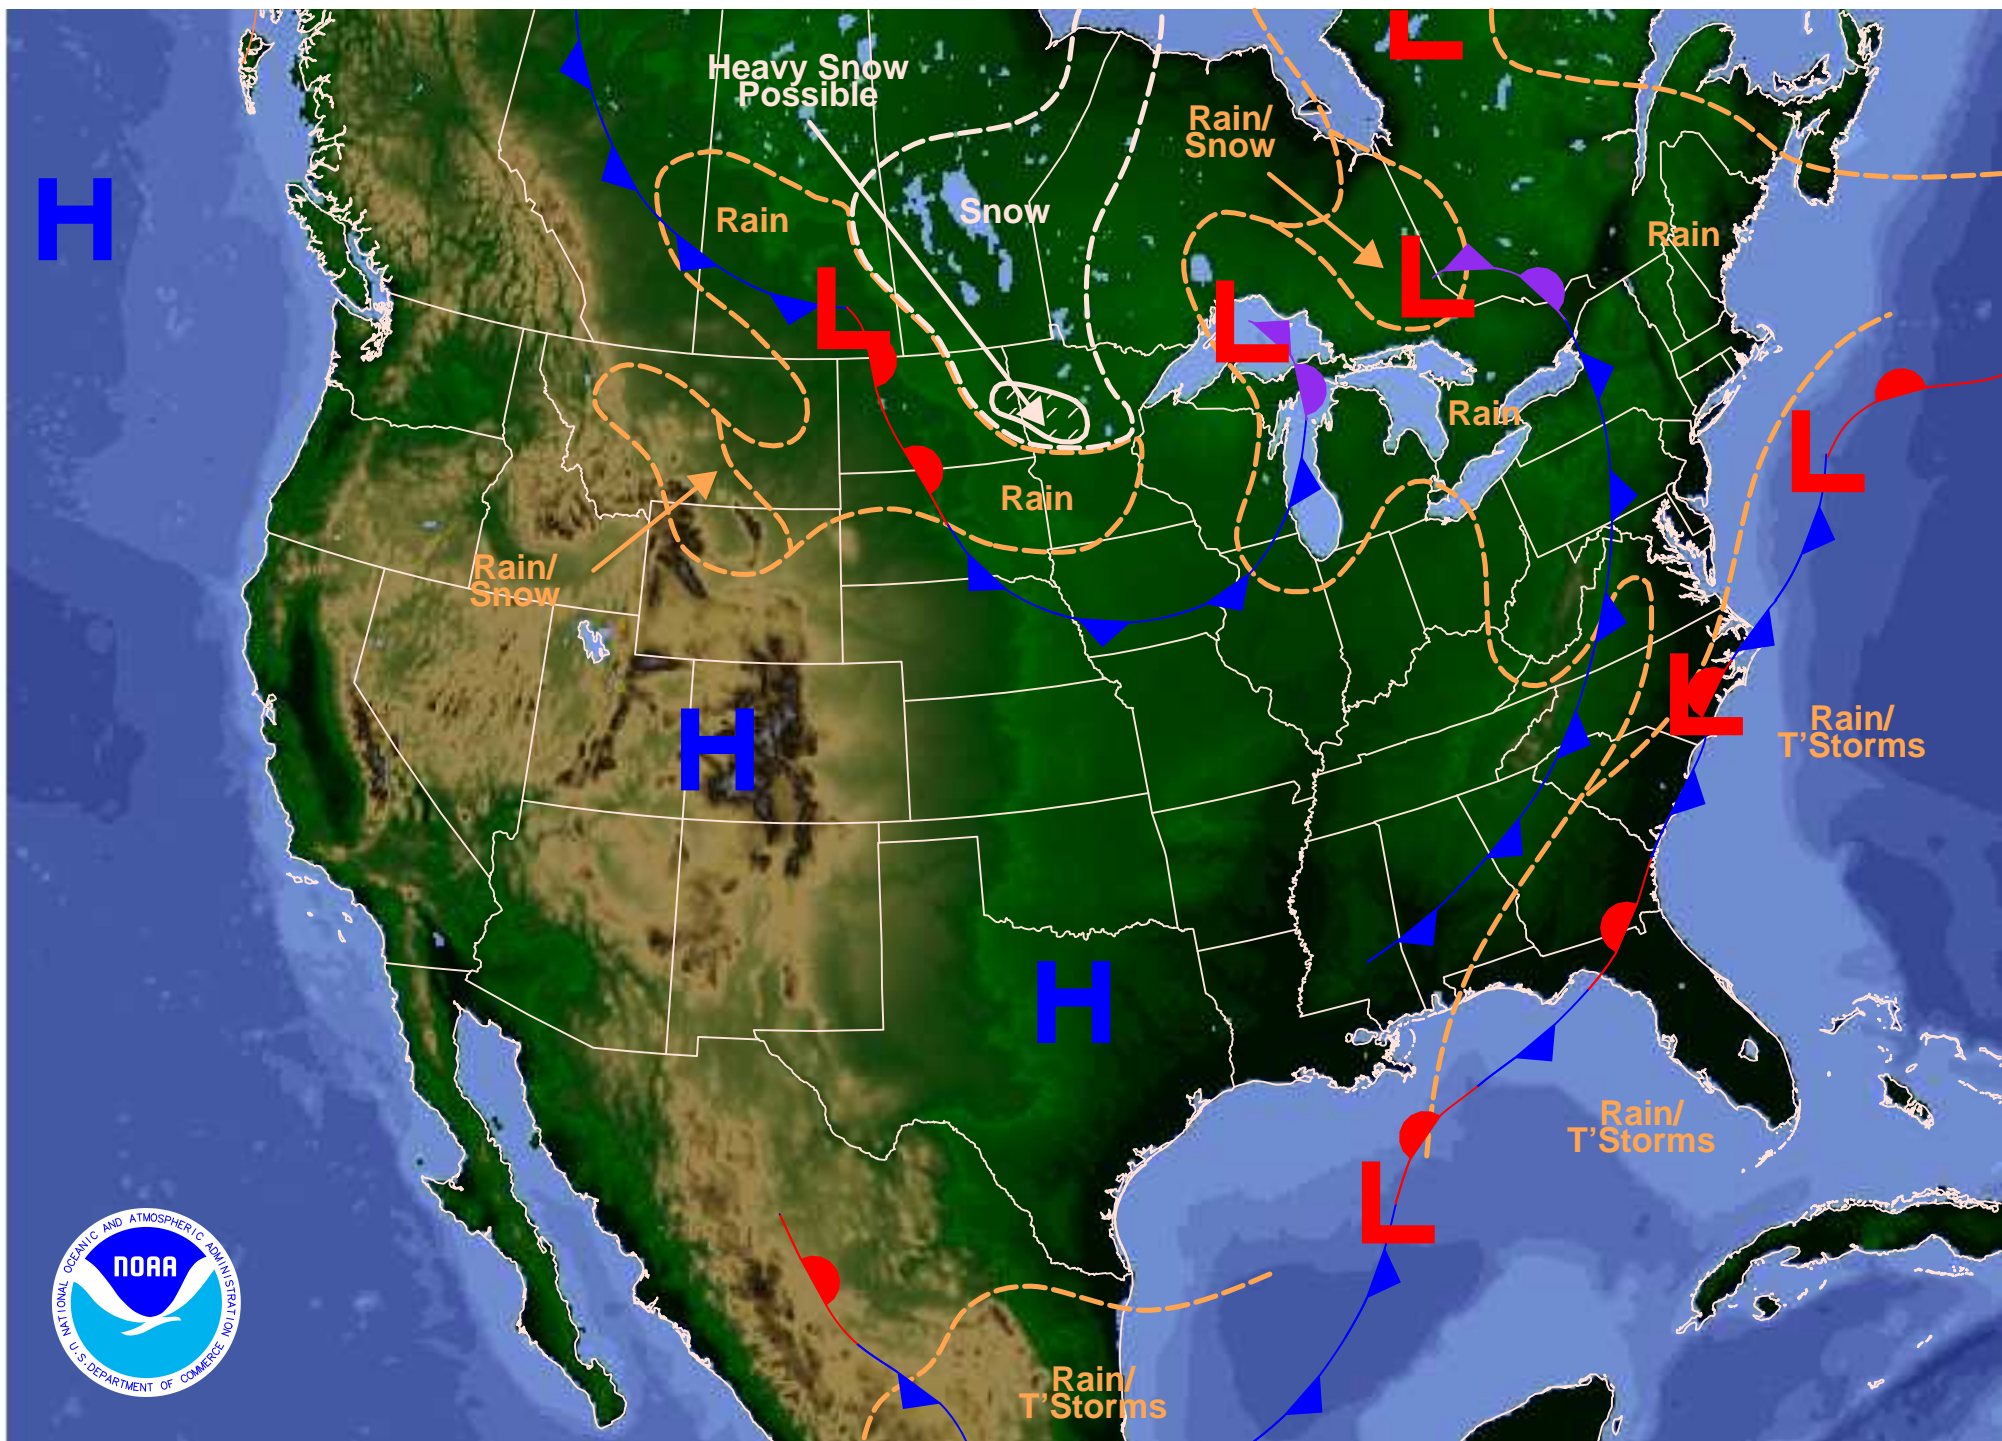 L
Heavy Snow
Possible
Rain/
Snow
H
Rain
Snow
Rain
L
L
L
Rain
L
Rain
Rain/
Snow
L
H
Rain/
T'Storms
H
Rain/
T'Storms
L
NATIONAL OCEANIC AND ATMOSPHERIC ADMINISTRATION
NOAA
U.S. DEPARTMENT OF COMMERCE
Rain/
T'Storms
Rain
L